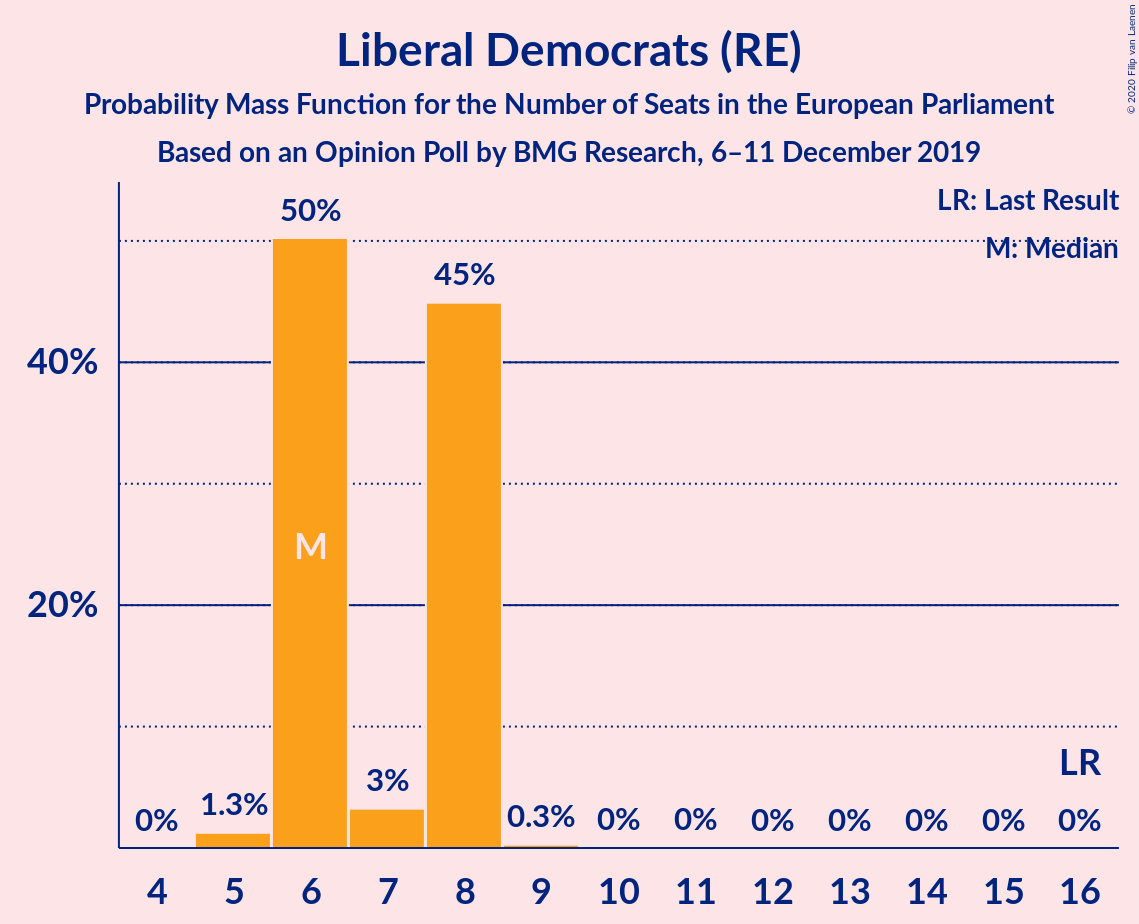 Liberal Democrats (RE)
Probability Mass Function for the Number of Seats in the European Parliament
Based on an Opinion Poll by BMG Research, 6–11 December 2019
© 2020 Filip van Laenen
LR: Last Result
M: Median
50%
45%
40%
M
20%
LR
0% 1.3% 3% 0.3% 0% 0% 0% 0% 0% 0% 0%
4 5 6 7 8 9 10 11 12 13 14 15 16